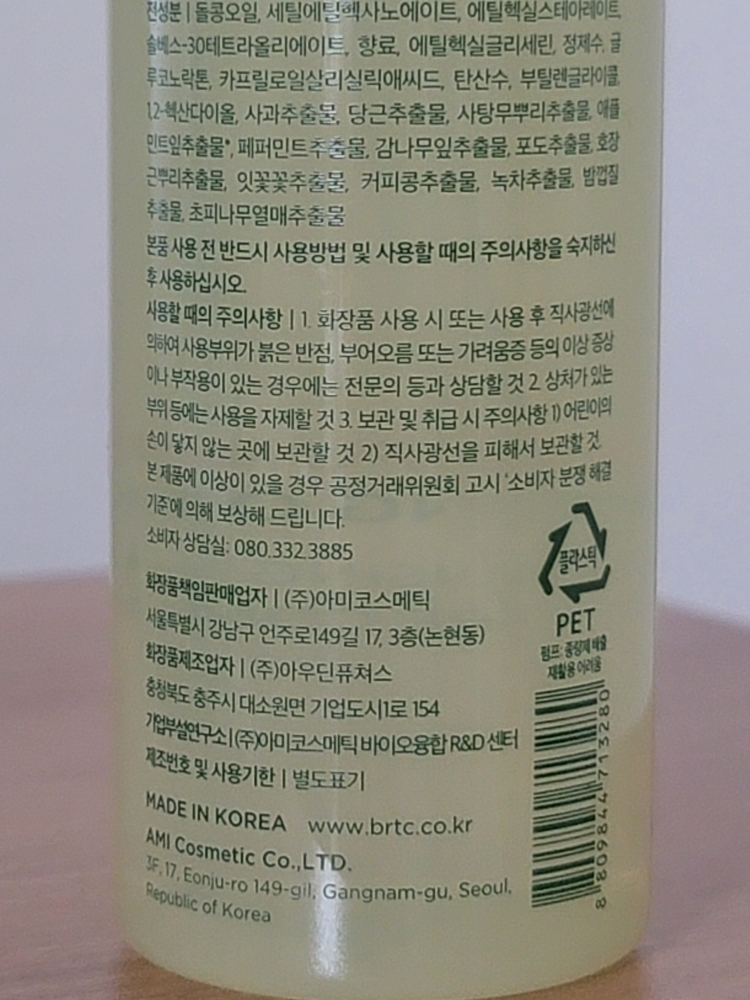 전성분 | 돌콩오일, 세틸에틸헥사노에이트, 에틸헥실스테아레이트,
솔베스-30테트라올리에이트, 향료, 에틸헥실글리세린, 정제수, 글
루코노락톤, 카프릴로일살리실릭애씨드, 탄산수, 부틸렌글라이콜,
1,2-헥산다이올, 사과추출물, 당근추출물, 사탕무뿌리추출물, 애플
민트잎추출물*, 페퍼민트추출물, 감나무잎추출물, 포도추출물, 호장
근뿌리추출물, 잇꽃꽃추출물, 커피콩추출물, 녹차추출물, 밤껍질
추출물, 초피나무열매추출물
본품 사용 전 반드시 사용방법 및 사용할 때의 주의사항을 숙지하신
후 사용하십시오.
사용할 때의 주의사항 | 1. 화장품 사용 시 또는 사용 후 직사광선에
의하여 사용부위가 붉은 반점, 부어오름 또는 가려움증 등의 이상 증상
이나 부작용이 있는 경우에는 전문의 등과 상담할 것 2. 상처가 있는
부위 등에는 사용을 자제할 것 3. 보관 및 취급 시 주의사항 1) 어린이의
손이 닿지 않는 곳에 보관할 것 2) 직사광선을 피해서 보관할 것.
본 제품에 이상이 있을 경우 공정거래위원회 고시 '소비자 분쟁 해결
기준'에 의해 보상해 드립니다.
소비자 상담실: 080.332.3885
플라스틱
PET
펌프: 종량제 배출
재활용 어려움
화장품책임판매업자 | (주)아미코스메틱
서울특별시 강남구 언주로149길 17, 3층(논현동)
화장품제조업자 | (주)아우딘퓨쳐스
충청북도 충주시 대소원면 기업도시1로 154
기업부설연구소 | (주)아미코스메틱 바이오융합 R&D 센터
제조번호 및 사용기한 | 별도표기
MADE IN KOREA www.brtc.co.kr
AMI Cosmetic Co.,LTD.
3F, 17, Eonju-ro 149-gil, Gangnam-gu, Seoul,
Republic of Korea
8 809844 713280